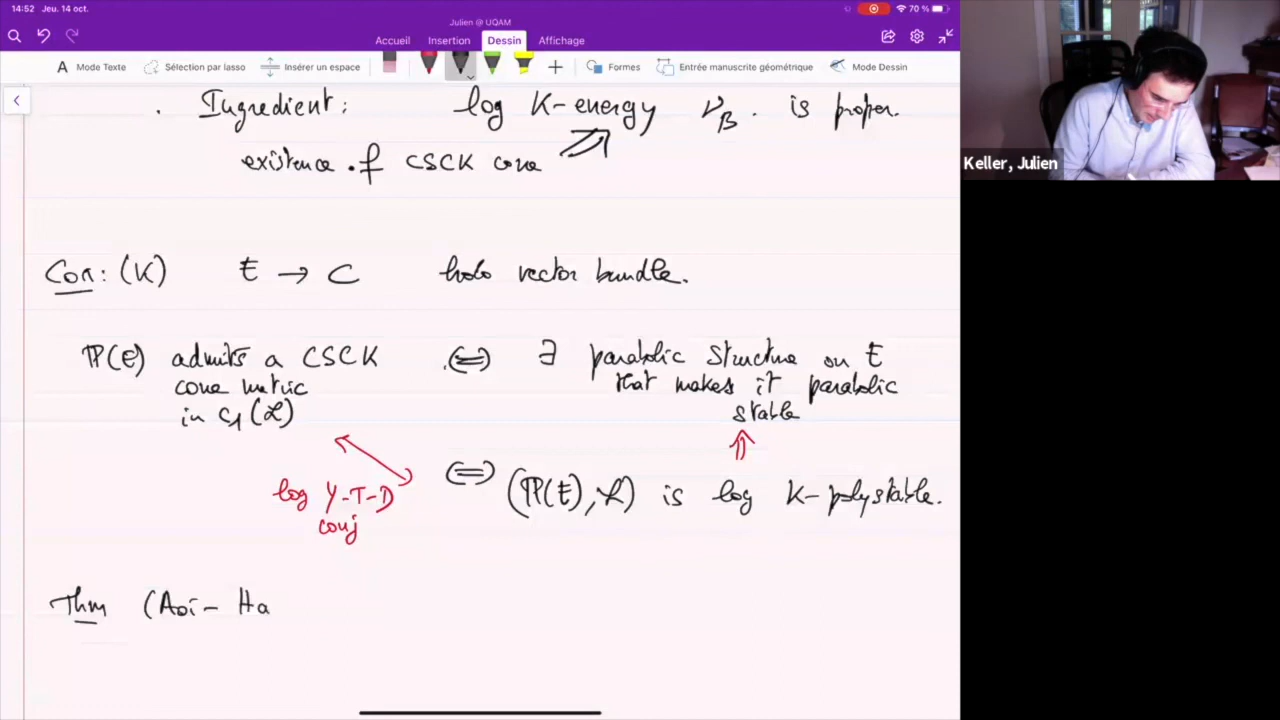 14:52 Jeu. 14 oct.
70 %
Julien @ UQAM
Accueil Insertion Dessin Affichage
A Mode Texte Sélection par lasso Insérer un espace Formes Entrée manuscrite géométrique Mode Dessin
. Ingredient: log K-energy ν_B . is proper.
existence of CSCK cone ⇗
Cor: (K) E → C holo vector bundle.
ℙ(E) admits a CSCK ⇔ ∃ parabolic structure on E
cone metric that makes it parabolic
in c₁(ℒ) stable
⇑
⇔ (ℙ(E), ℒ) is log K-polystable.
log Y-T-D
conj
Thm (Aoi- Ha
Keller, Julien